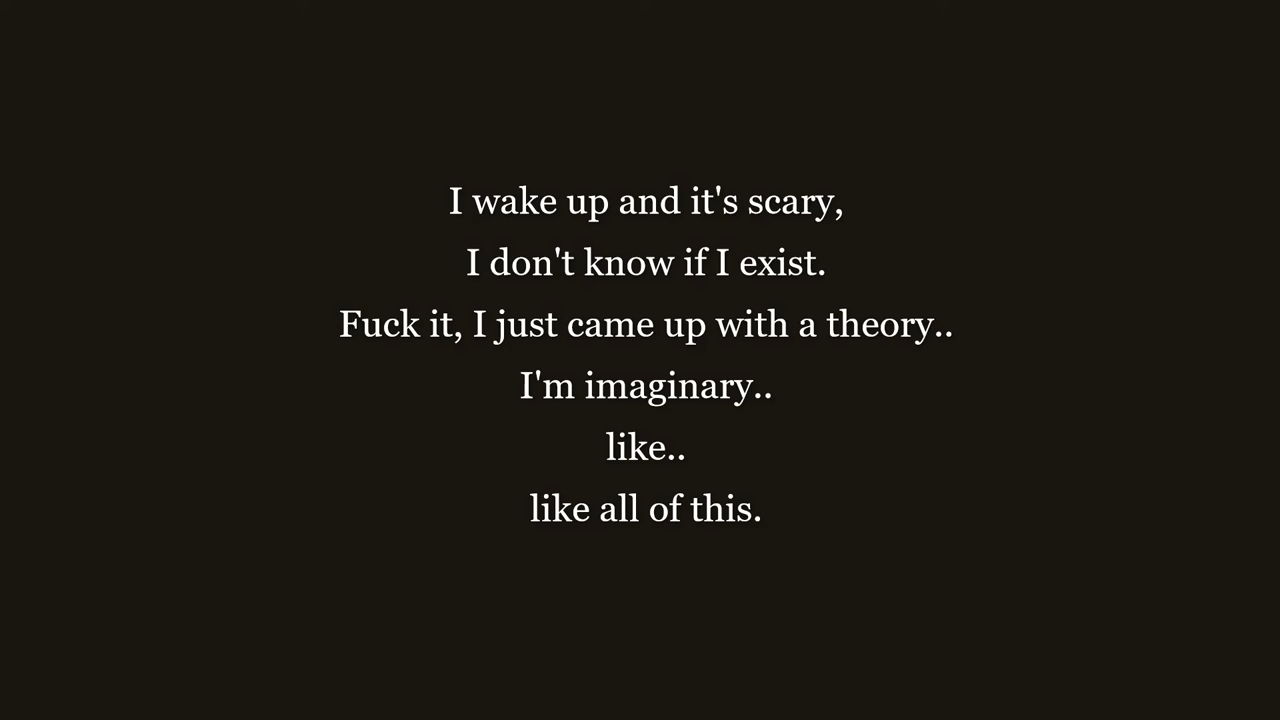 I wake up and it's scary,
I don't know if I exist.
Fuck it, I just came up with a theory..
I'm imaginary..
like..
like all of this.